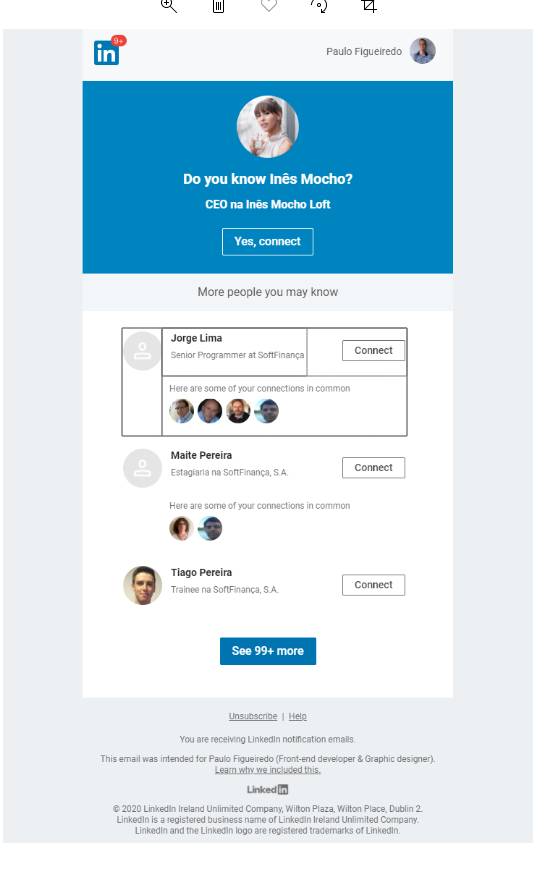 in 9+
Paulo Figueiredo
Do you know Inês Mocho?
CEO na Inês Mocho Loft
Yes, connect
More people you may know
Jorge Lima
Senior Programmer at SoftFinança
Connect
Here are some of your connections in common
Maite Pereira
Estagiaria na SoftFinança, S.A.
Connect
Here are some of your connections in common
Tiago Pereira
Trainee na SoftFinança, S.A.
Connect
See 99+ more
Unsubscribe | Help
You are receiving LinkedIn notification emails.
This email was intended for Paulo Figueiredo (Front-end developer & Graphic designer).
Learn why we included this.
LinkedIn
© 2020 LinkedIn Ireland Unlimited Company, Wilton Plaza, Wilton Place, Dublin 2.
LinkedIn is a registered business name of LinkedIn Ireland Unlimited Company.
LinkedIn and the LinkedIn logo are registered trademarks of LinkedIn.